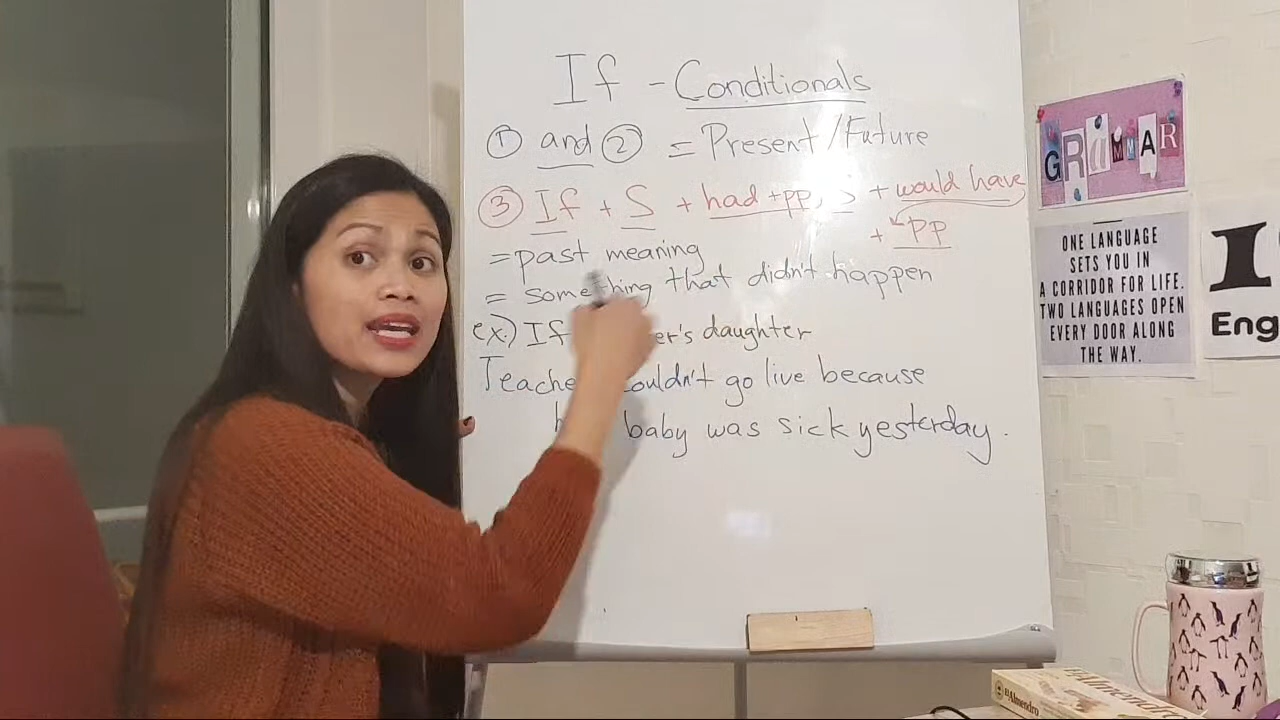 If - Conditionals
① and ② = Present/Future
③ If + S + had +pp, S + would have
+ PP
= past meaning
= something that didn't happen
ex.) If er's daughter
Teache couldn't go live because
baby was sick yesterday.
GRaMMAR
ONE LANGUAGE
SETS YOU IN
A CORRIDOR FOR LIFE.
TWO LANGUAGES OPEN
EVERY DOOR ALONG
THE WAY.
I
Eng
El Almendro